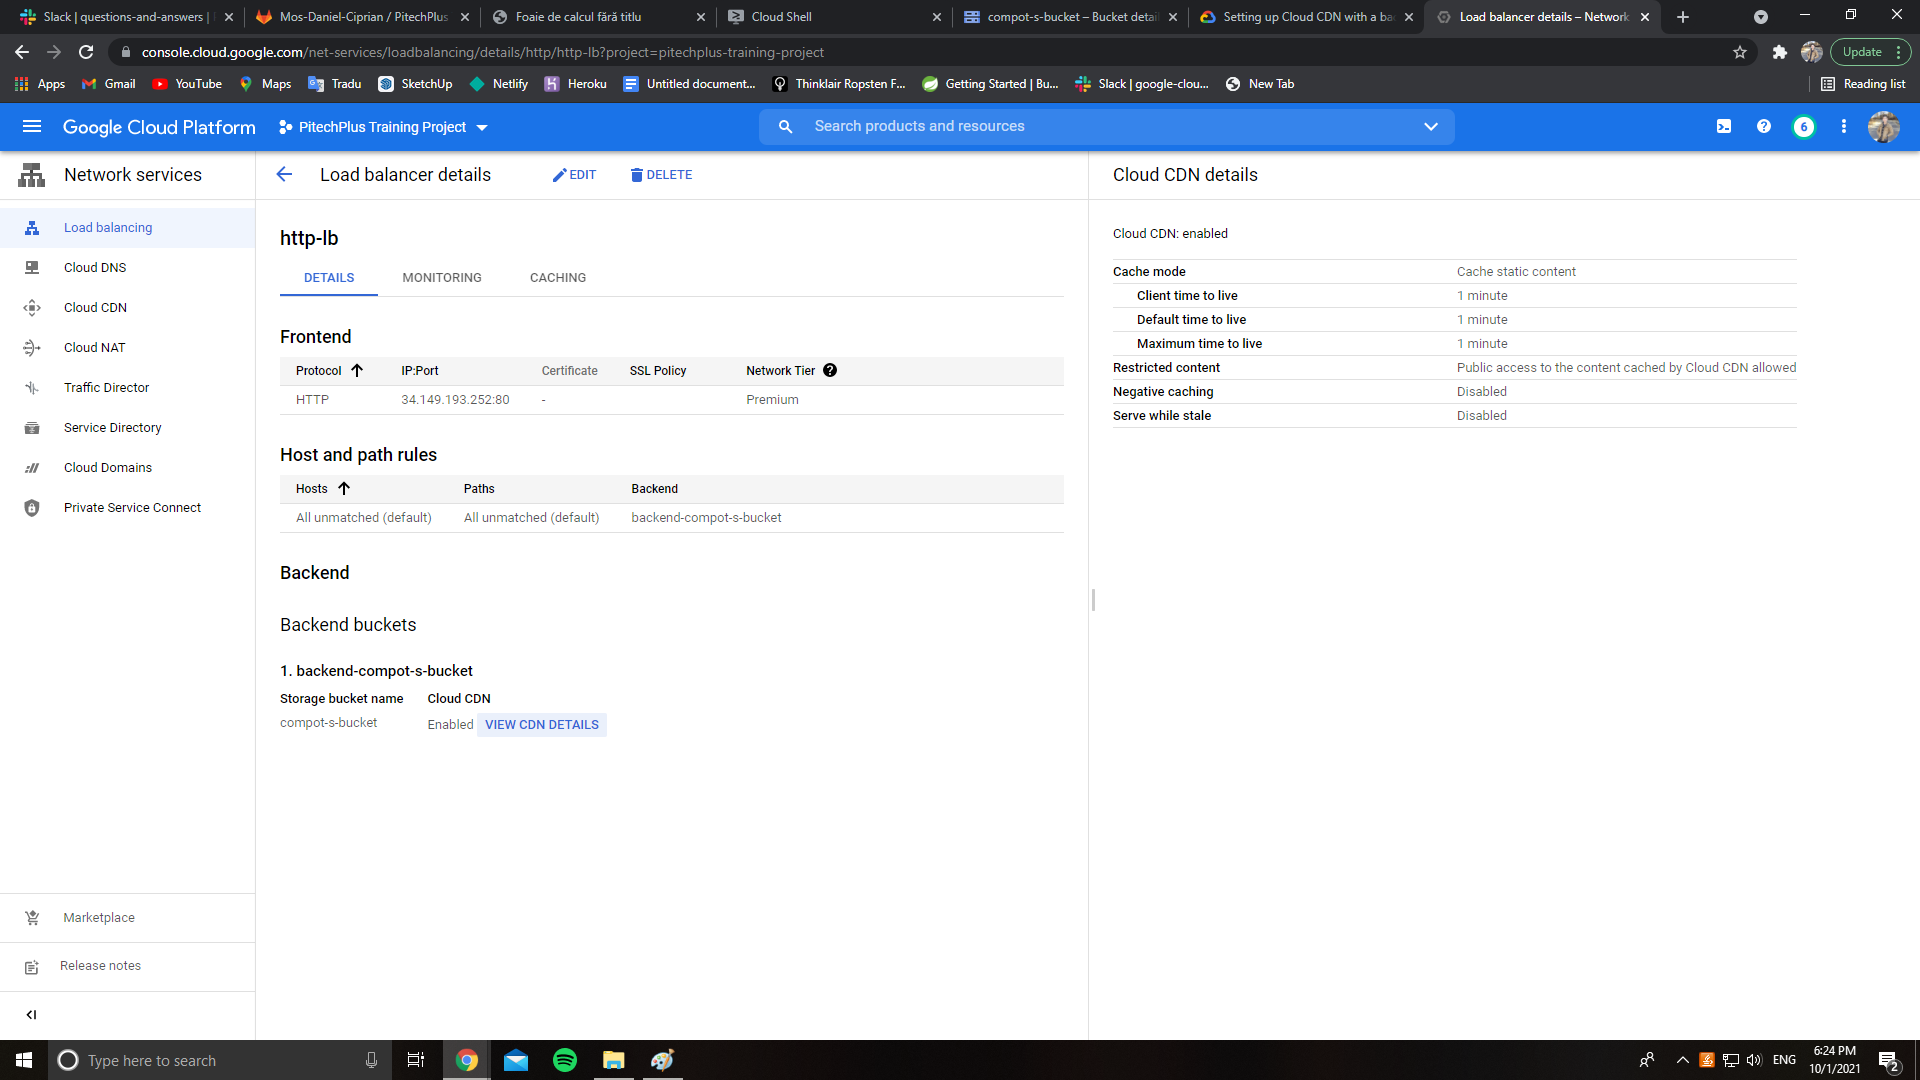 Slack | questions-and-answers |
Mos-Daniel-Ciprian / PitechPlus
Foaie de calcul fără titlu
Cloud Shell
compot-s-bucket – Bucket detail
Setting up Cloud CDN with a bac
Load balancer details – Network
console.cloud.google.com/net-services/loadbalancing/details/http/http-lb?project=pitechplus-training-project
Update
Apps
Gmail
YouTube
Maps
Tradu
SketchUp
Netlify
Heroku
Untitled document...
Thinklair Ropsten F...
Getting Started | Bu...
Slack | google-clou...
New Tab
Reading list
Google Cloud Platform
PitechPlus Training Project
Search products and resources
6
Network services
Load balancer details
EDIT
DELETE
Cloud CDN details
Load balancing
Cloud DNS
Cloud CDN
Cloud NAT
Traffic Director
Service Directory
Cloud Domains
Private Service Connect
Marketplace
Release notes
http-lb
DETAILS
MONITORING
CACHING
Frontend
Protocol IP:Port Certificate SSL Policy Network Tier
HTTP 34.149.193.252:80 - Premium
Host and path rules
Hosts Paths Backend
All unmatched (default) All unmatched (default) backend-compot-s-bucket
Backend
Backend buckets
1. backend-compot-s-bucket
Storage bucket name Cloud CDN
compot-s-bucket Enabled VIEW CDN DETAILS
Cloud CDN: enabled
Cache mode Cache static content
Client time to live 1 minute
Default time to live 1 minute
Maximum time to live 1 minute
Restricted content Public access to the content cached by Cloud CDN allowed
Negative caching Disabled
Serve while stale Disabled
Type here to search
ENG
6:24 PM
10/1/2021
2